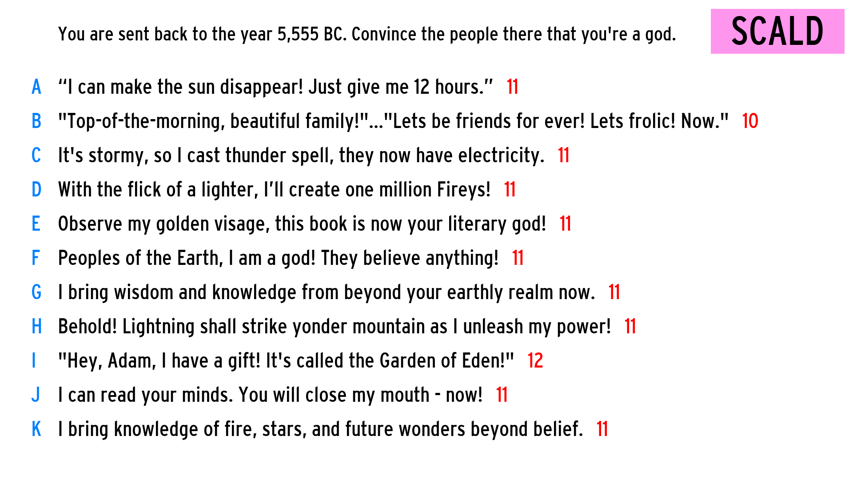 You are sent back to the year 5,555 BC. Convince the people there that you're a god.
SCALD
A “I can make the sun disappear! Just give me 12 hours.” 11
B "Top-of-the-morning, beautiful family!"..."Lets be friends for ever! Lets frolic! Now." 10
C It's stormy, so I cast thunder spell, they now have electricity. 11
D With the flick of a lighter, I’ll create one million Fireys! 11
E Observe my golden visage, this book is now your literary god! 11
F Peoples of the Earth, I am a god! They believe anything! 11
G I bring wisdom and knowledge from beyond your earthly realm now. 11
H Behold! Lightning shall strike yonder mountain as I unleash my power! 11
I "Hey, Adam, I have a gift! It's called the Garden of Eden!" 12
J I can read your minds. You will close my mouth - now! 11
K I bring knowledge of fire, stars, and future wonders beyond belief. 11